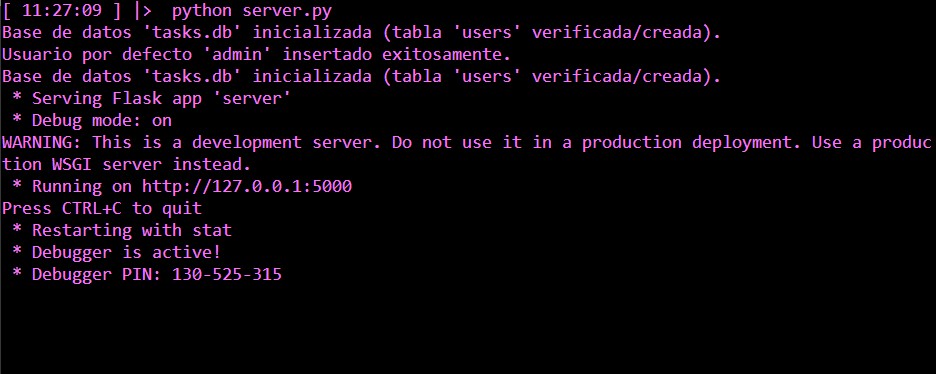 [ 11:27:09 ] |>  python server.py
Base de datos 'tasks.db' inicializada (tabla 'users' verificada/creada).
Usuario por defecto 'admin' insertado exitosamente.
Base de datos 'tasks.db' inicializada (tabla 'users' verificada/creada).
 * Serving Flask app 'server'
 * Debug mode: on
WARNING: This is a development server. Do not use it in a production deployment. Use a produc
tion WSGI server instead.
 * Running on http://127.0.0.1:5000
Press CTRL+C to quit
 * Restarting with stat
 * Debugger is active!
 * Debugger PIN: 130-525-315